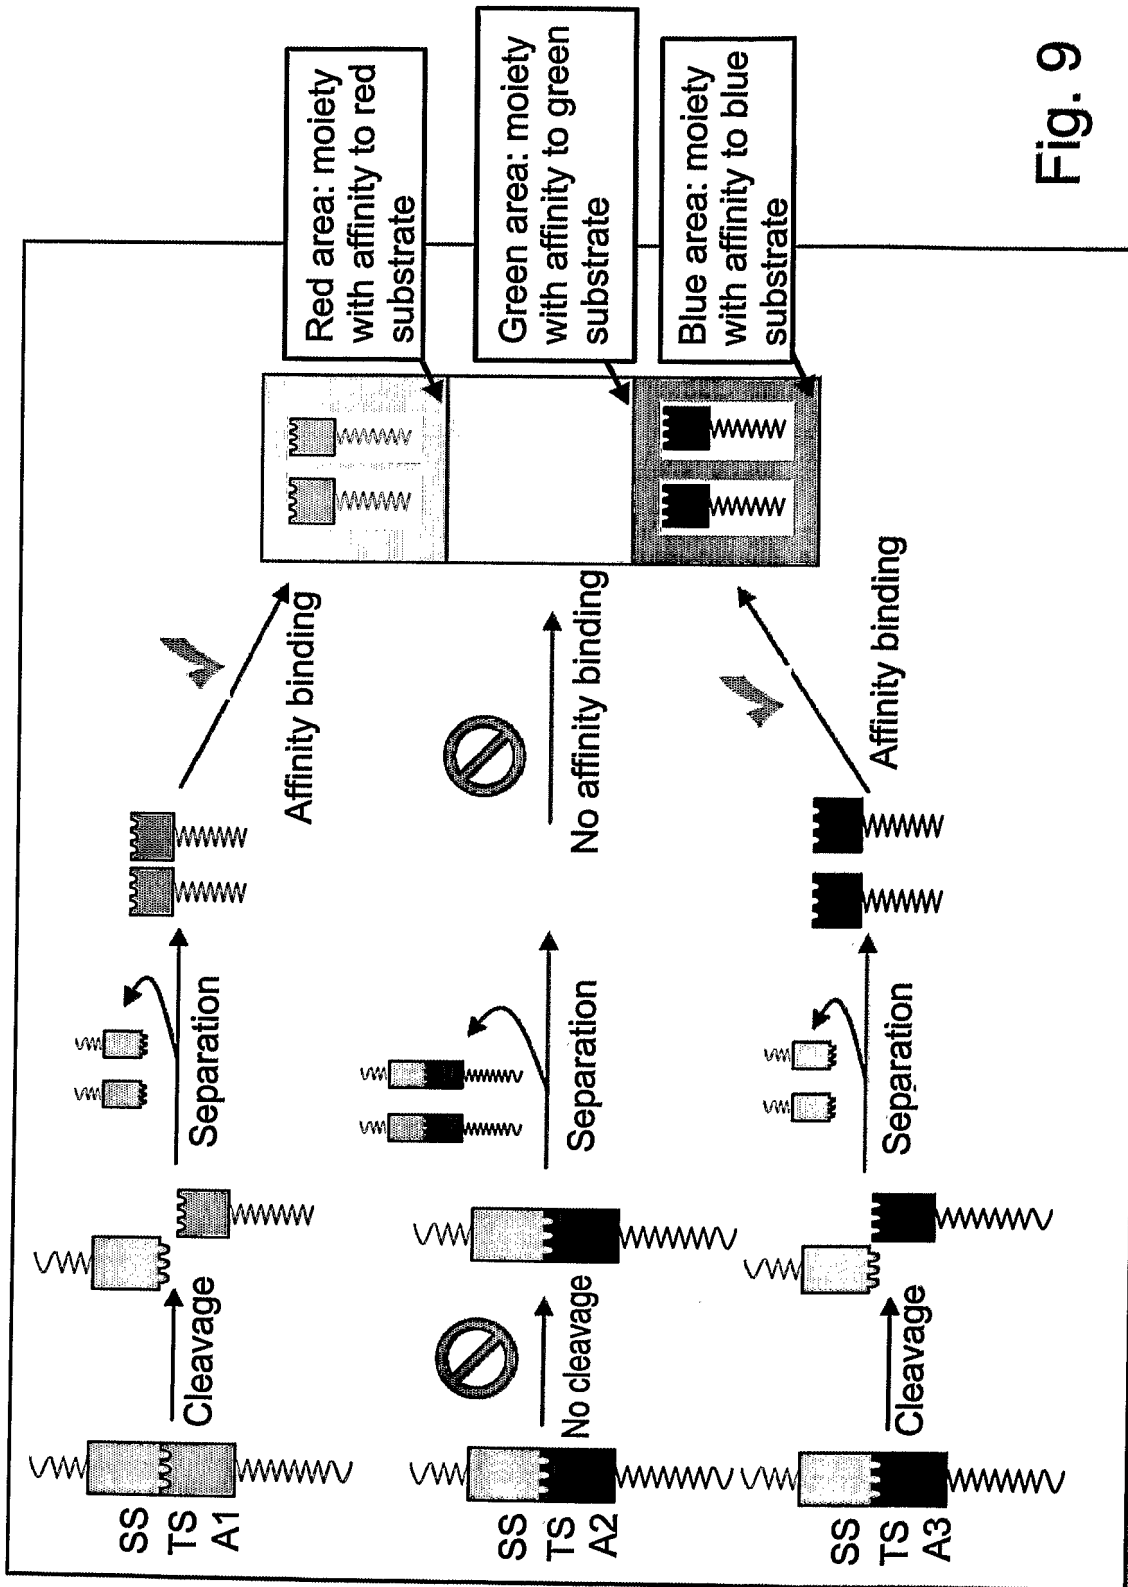 SS
TS
A1
Cleavage
Separation
Affinity binding
Red area: moiety
with affinity to red
substrate
SS
TS
A2
No cleavage
Separation
No affinity binding
Green area: moiety
with affinity to green
substrate
SS
TS
A3
Cleavage
Separation
Affinity binding
Blue area: moiety
with affinity to blue
substrate
Fig. 9